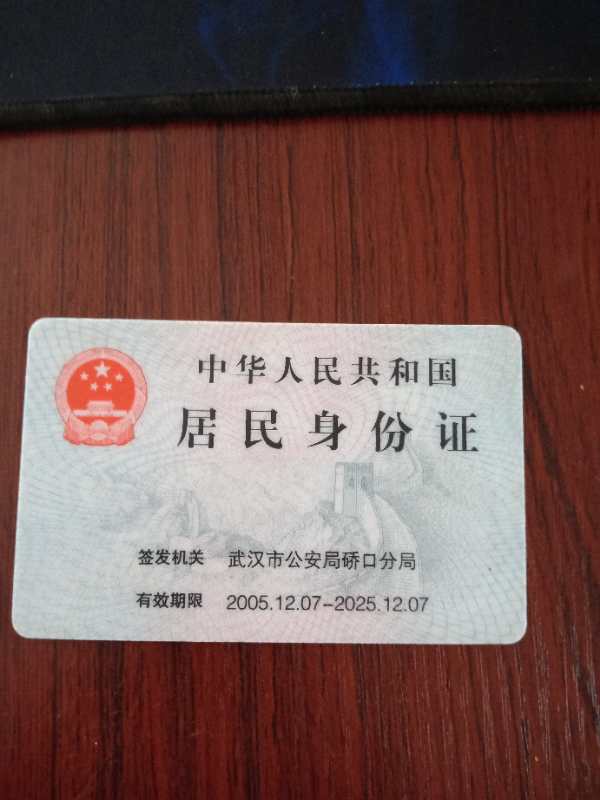 中华人民共和国
居民身份证
签发机关 武汉市公安局硚口分局
有效期限 2005.12.07-2025.12.07